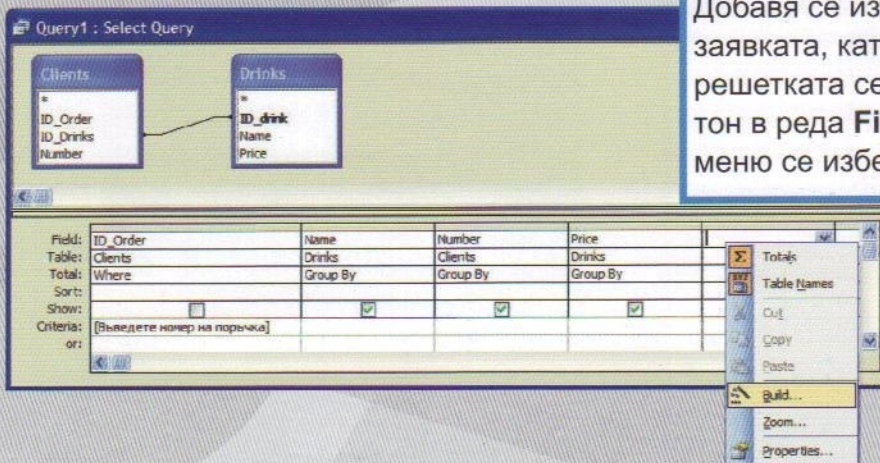 Добавя се из
заявката, кат
решетката се
тон в реда Fi
меню се избе
Query1 : Select Query
Clients
*
ID_Order
ID_Drinks
Number
Drinks
*
ID_drink
Name
Price
Field: ID_Order Name Number Price
Table: Clients Drinks Clients Drinks
Total: Where Group By Group By Group By
Sort:
Show:
Criteria: [Въведете номер на поръчка]
or:
Totals
Table Names
Cut
Copy
Paste
Build...
Zoom...
Properties...